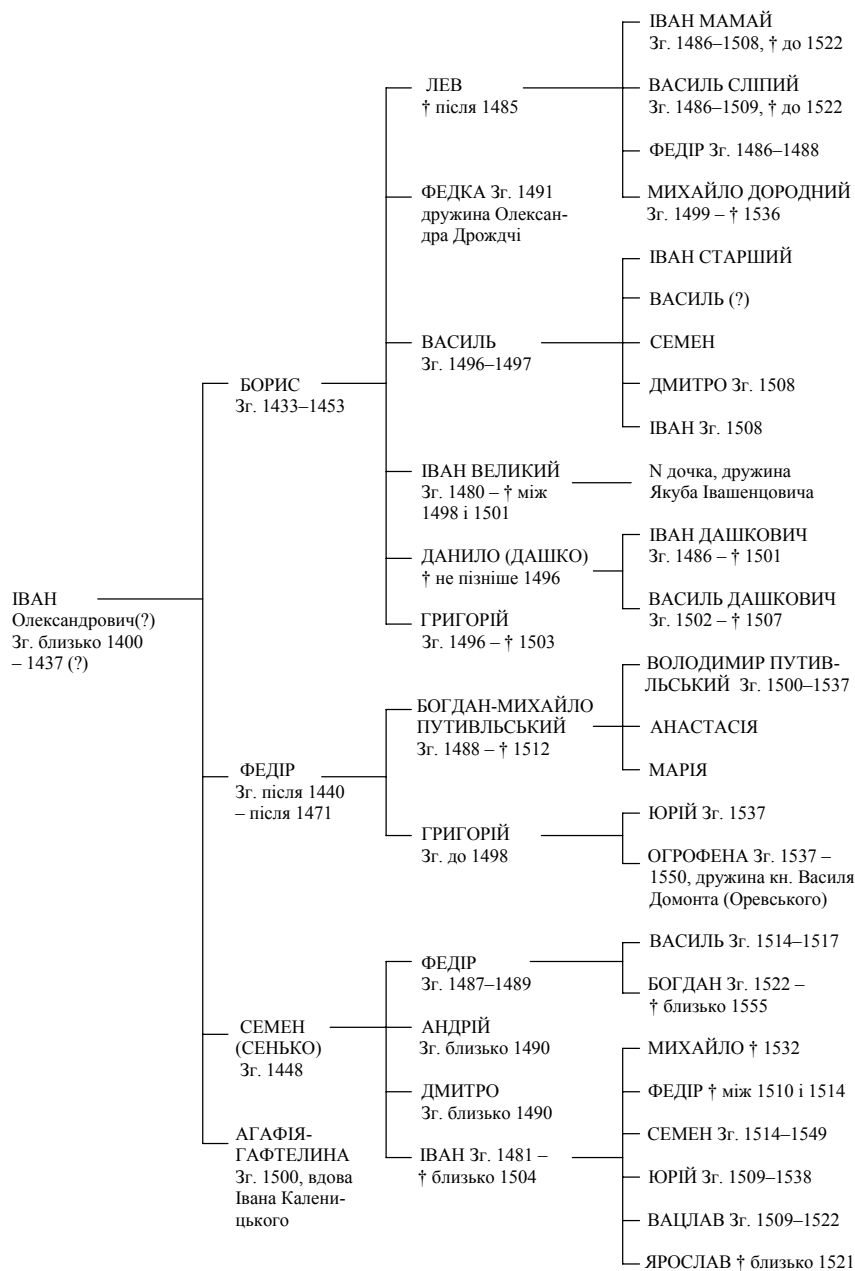 ІВАН
Олександрович(?)
Зг. близько 1400
– 1437 (?)
БОРИС
Зг. 1433–1453
ЛЕВ
† після 1485
ІВАН МАМАЙ
Зг. 1486–1508, † до 1522
ВАСИЛЬ СЛІПИЙ
Зг. 1486–1509, † до 1522
ФЕДІР Зг. 1486–1488
МИХАЙЛО ДОРОДНИЙ
Зг. 1499 – † 1536
ФЕДКА Зг. 1491
дружина Олексан-
дра Дрождчі
ВАСИЛЬ
Зг. 1496–1497
ІВАН СТАРШИЙ
ВАСИЛЬ (?)
СЕМЕН
ДМИТРО Зг. 1508
ІВАН Зг. 1508
ІВАН ВЕЛИКИЙ
Зг. 1480 – † між
1498 і 1501
N дочка, дружина
Якуба Івашенцовича
ДАНИЛО (ДАШКО)
† не пізніше 1496
ІВАН ДАШКОВИЧ
Зг. 1486 – † 1501
ВАСИЛЬ ДАШКОВИЧ
Зг. 1502 – † 1507
ГРИГОРІЙ
Зг. 1496 – † 1503
ФЕДІР
Зг. після 1440
– після 1471
БОГДАН-МИХАЙЛО
ПУТИВЛЬСЬКИЙ
Зг. 1488 – † 1512
ВОЛОДИМИР ПУТИВ-
ЛЬСЬКИЙ Зг. 1500–1537
АНАСТАСІЯ
МАРІЯ
ГРИГОРІЙ
Зг. до 1498
ЮРІЙ Зг. 1537
ОГРОФЕНА Зг. 1537 –
1550, дружина кн. Василя
Домонта (Оревського)
СЕМЕН
(СЕНЬКО)
Зг. 1448
ФЕДІР
Зг. 1487–1489
ВАСИЛЬ Зг. 1514–1517
БОГДАН Зг. 1522 –
† близько 1555
АНДРІЙ
Зг. близько 1490
ДМИТРО
Зг. близько 1490
ІВАН Зг. 1481 –
† близько 1504
МИХАЙЛО † 1532
ФЕДІР † між 1510 і 1514
СЕМЕН Зг. 1514–1549
ЮРІЙ Зг. 1509–1538
ВАЦЛАВ Зг. 1509–1522
ЯРОСЛАВ † близько 1521
АГАФІЯ-
ГАФТЕЛИНА
Зг. 1500, вдова
Івана Калени-
цького